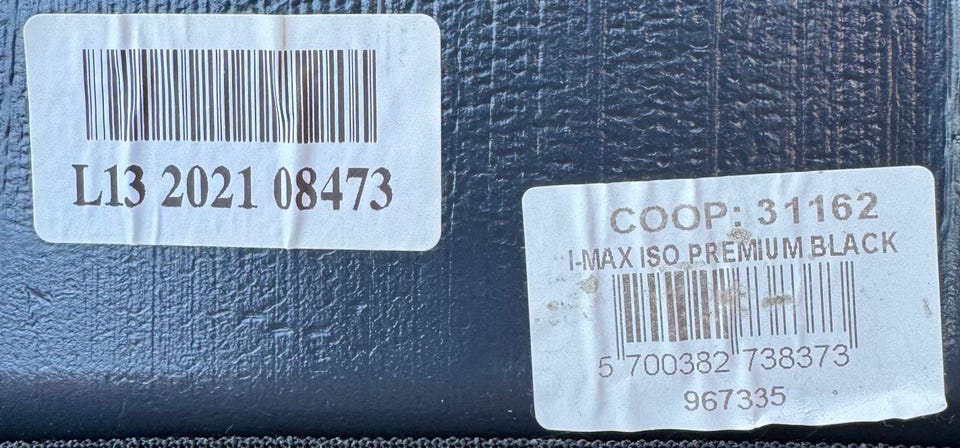 L13 2021 08473
COOP: 31162
I-MAX ISO PREMIUM BLACK
5 700382 738373
967335